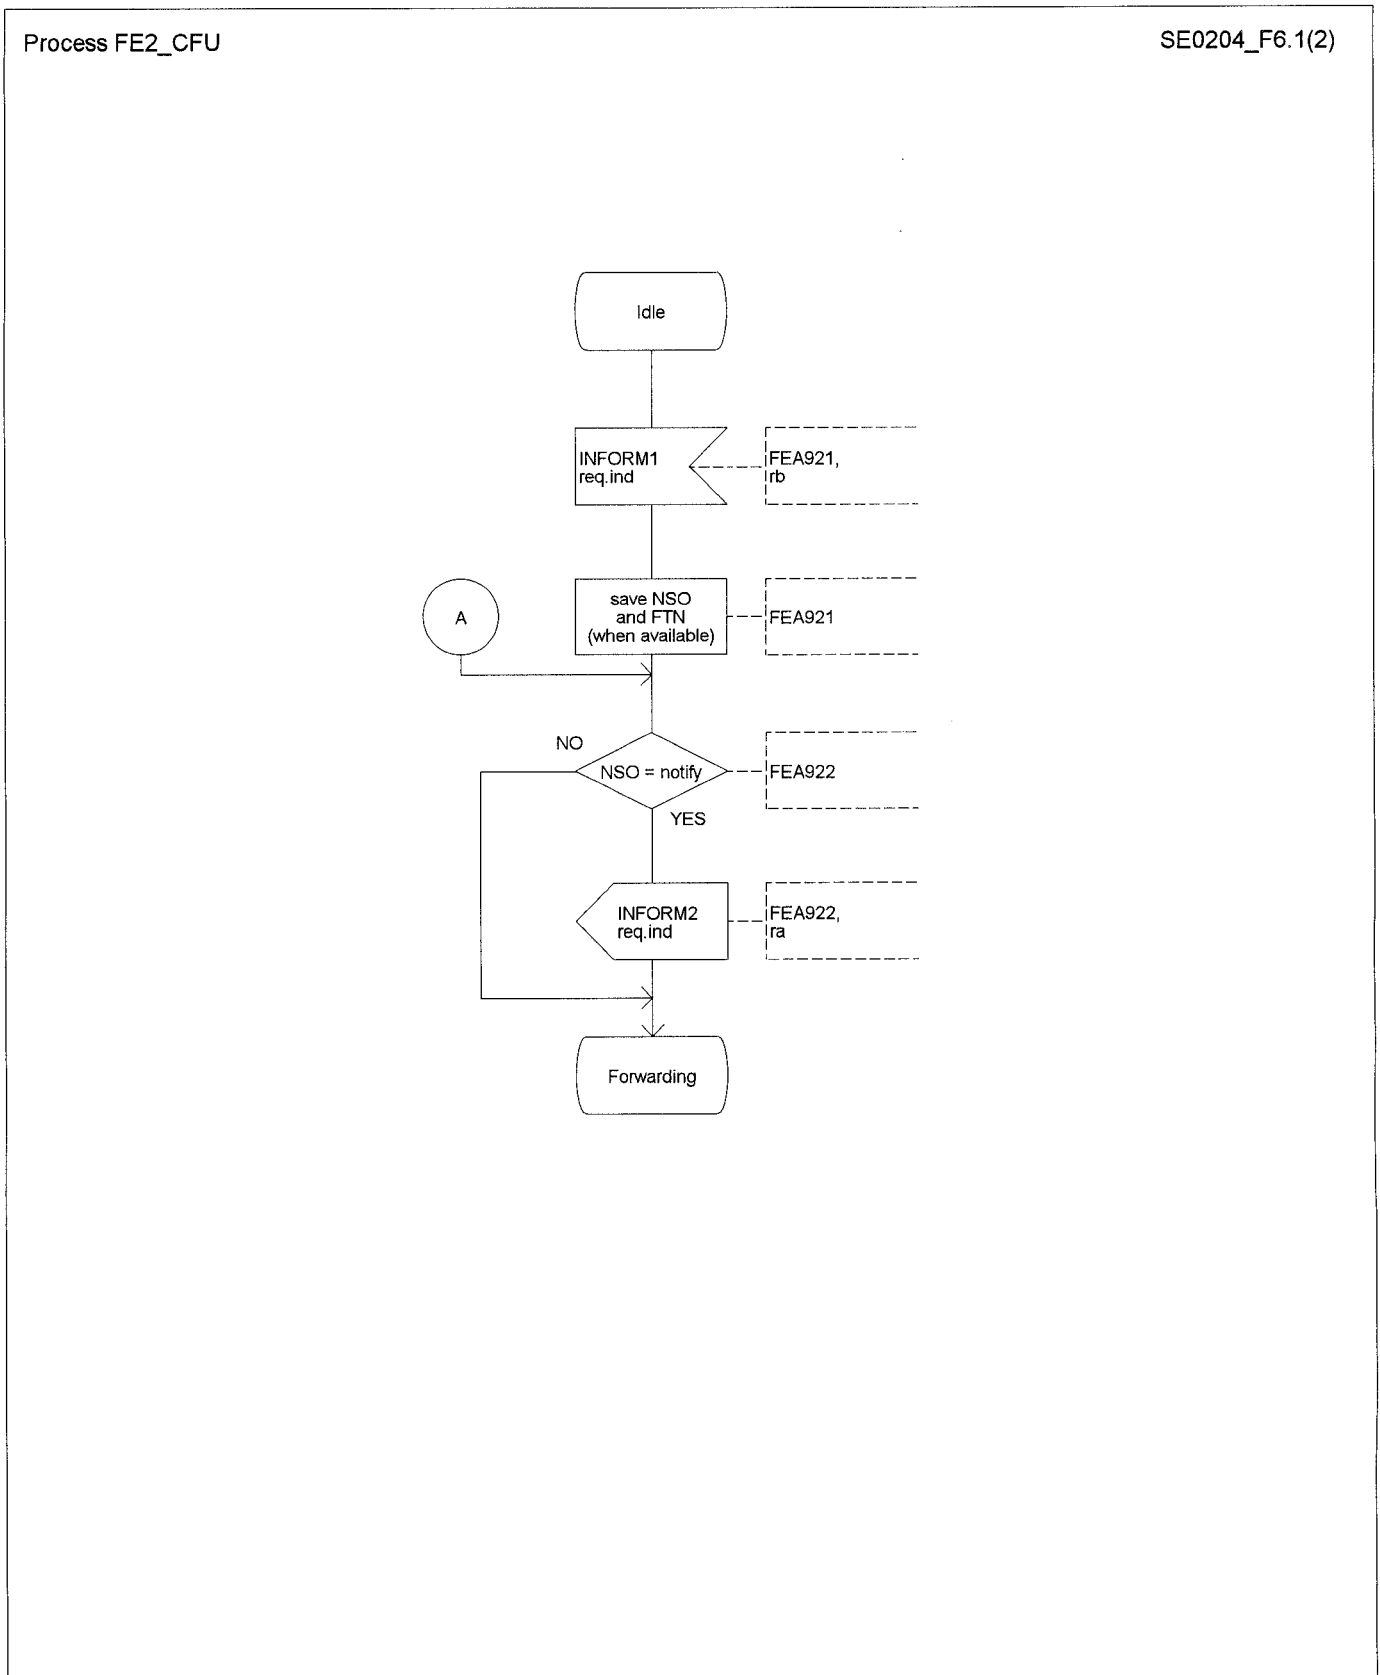 Process FE2_CFU
SE0204_F6.1(2)
Idle
INFORM1
req.ind
FEA921,
rb
A
save NSO
and FTN
(when available)
FEA921
NO
NSO = notify
FEA922
YES
INFORM2
req.ind
FEA922,
ra
Forwarding